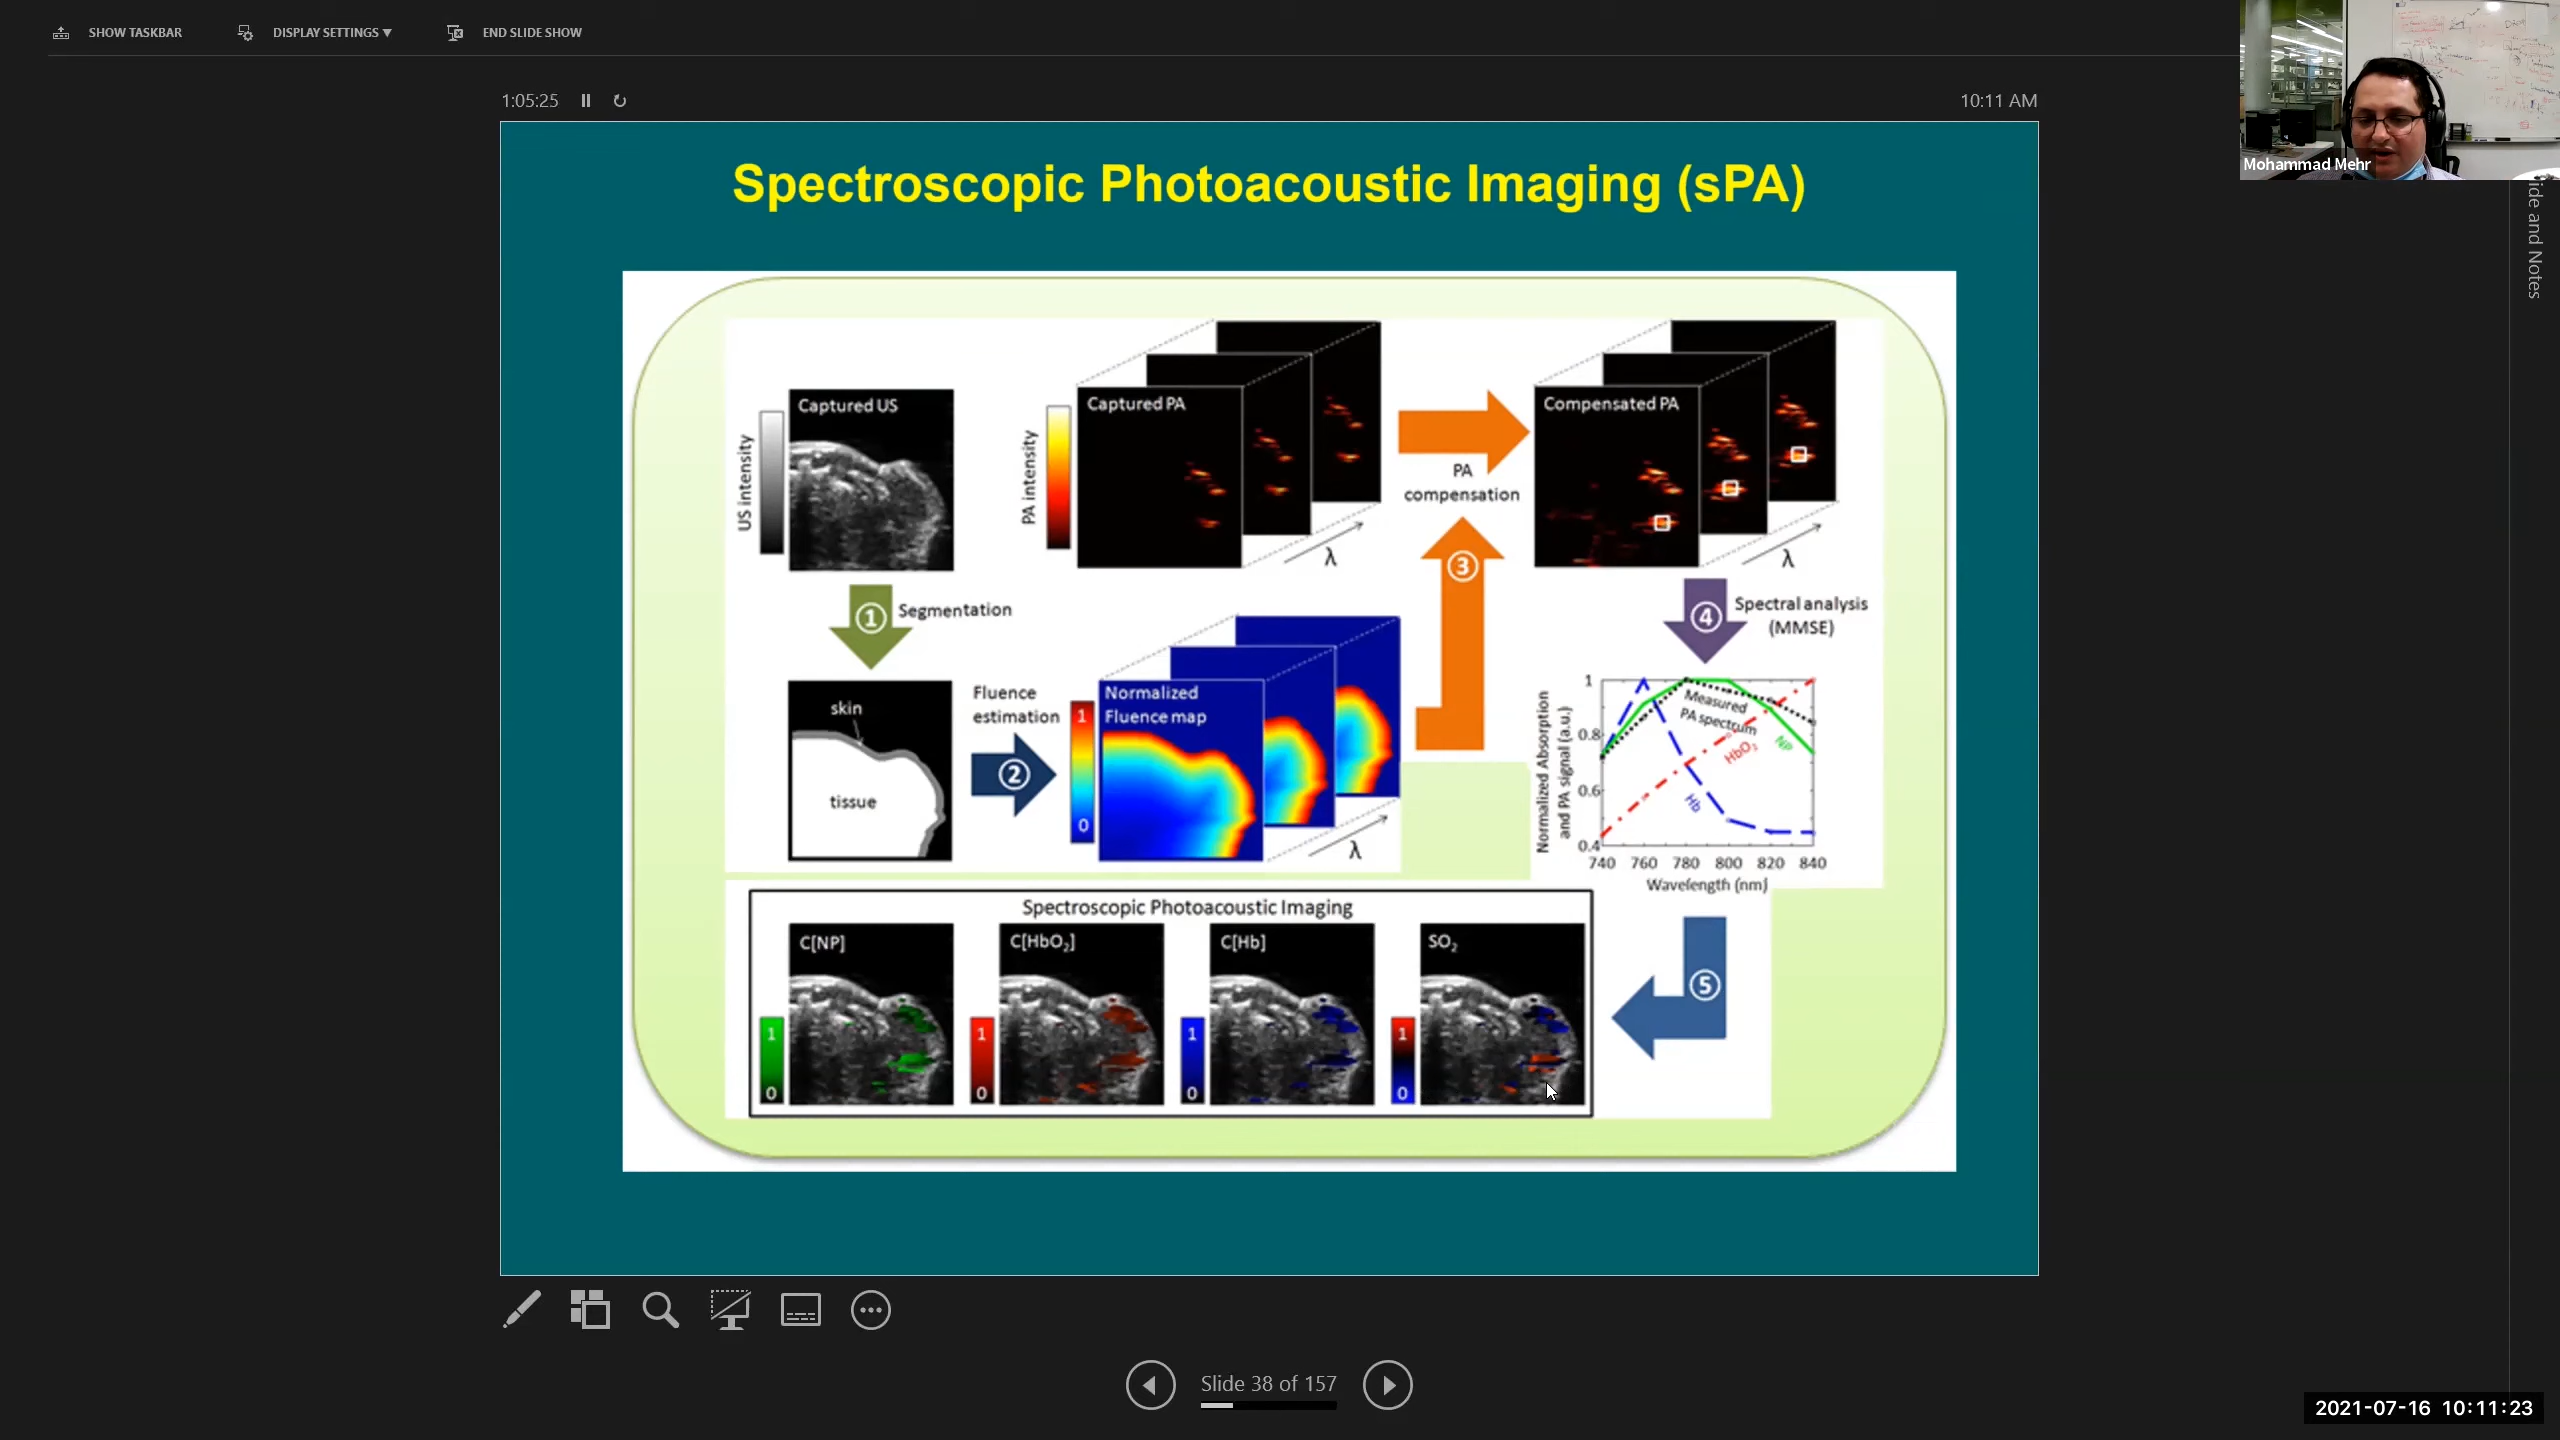 SHOW TASKBAR
DISPLAY SETTINGS
END SLIDE SHOW
1:05:25
10:11 AM
Mohammad Mehr
ide and Notes
Spectroscopic Photoacoustic Imaging (sPA)
US intensity
Captured US
PA intensity
Captured PA
λ
PA
compensation
Compensated PA
λ
1
Segmentation
3
4
Spectral analysis
(MMSE)
skin
tissue
Fluence
estimation
2
1
0
Normalized
Fluence map
λ
Normalized Absorption
and PA signal (a.u.)
1
0.8
0.6
0.4
Measured
PA spectrum
HbO2
NP
Hb
740 760 780 800 820 840
Wavelength (nm)
Spectroscopic Photoacoustic Imaging
C[NP]
1
0
C[HbO2]
1
0
C[Hb]
1
0
SO2
1
0
5
Slide 38 of 157
2021-07-16 10:11:23